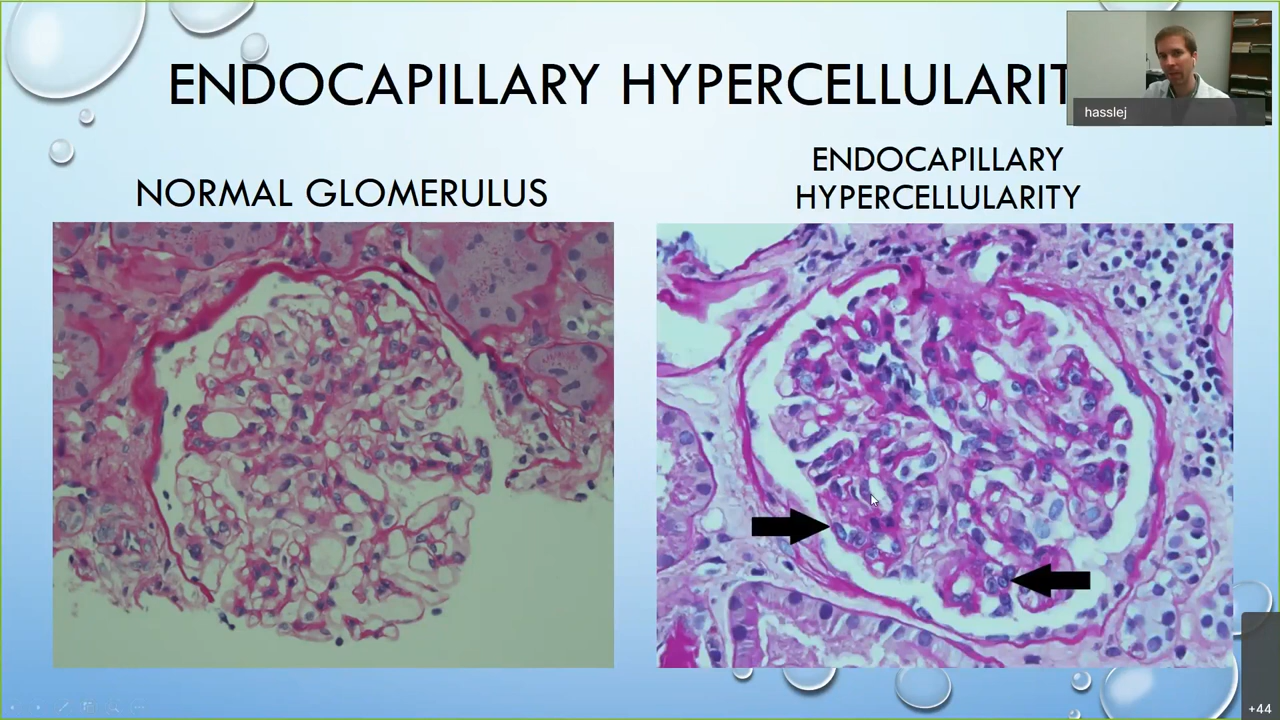 ENDOCAPILLARY HYPERCELLULARIT
hasslej
NORMAL GLOMERULUS
ENDOCAPILLARY
HYPERCELLULARITY
+44